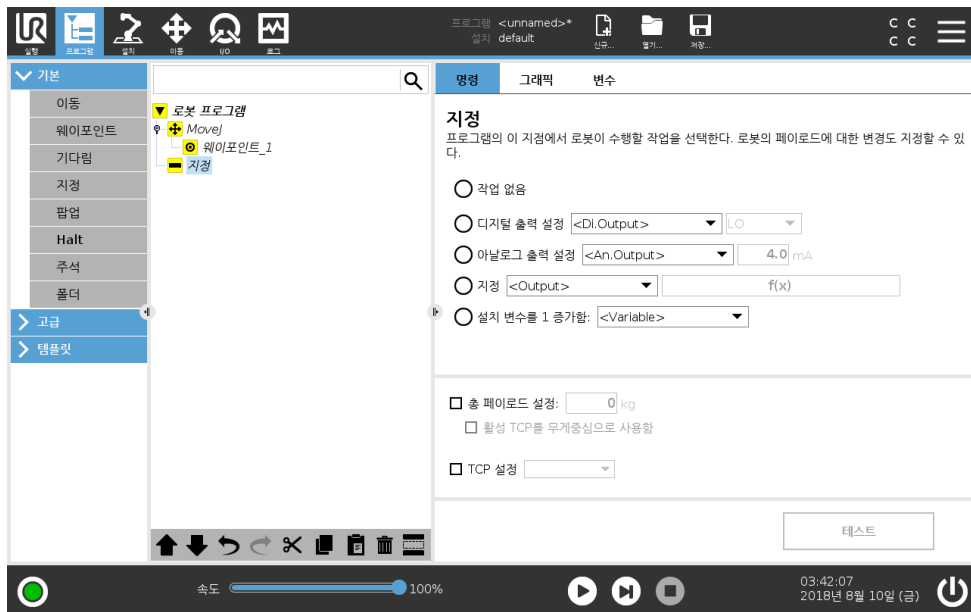 프로그램 <unnamed>*
설치 default
실행 프로그램 설치 이동 I/O 로그 신규... 열기... 저장...
C C
C C
기본
이동
웨이포인트
기다림
지정
팝업
Halt
주석
폴더
고급
템플릿
로봇 프로그램
MoveJ
웨이포인트_1
지정
명령 그래픽 변수
지정
프로그램의 이 지점에서 로봇이 수행할 작업을 선택한다. 로봇의 페이로드에 대한 변경도 지정할 수 있
다.
작업 없음
디지털 출력 설정 <Di.Output> LO
아날로그 출력 설정 <An.Output> 4.0 mA
지정 <Output> f(x)
설치 변수를 1 증가함: <Variable>
총 페이로드 설정: 0 kg
활성 TCP를 무게중심으로 사용함
TCP 설정
테스트
속도 100%
03:42:07
2018년 8월 10일 (금)